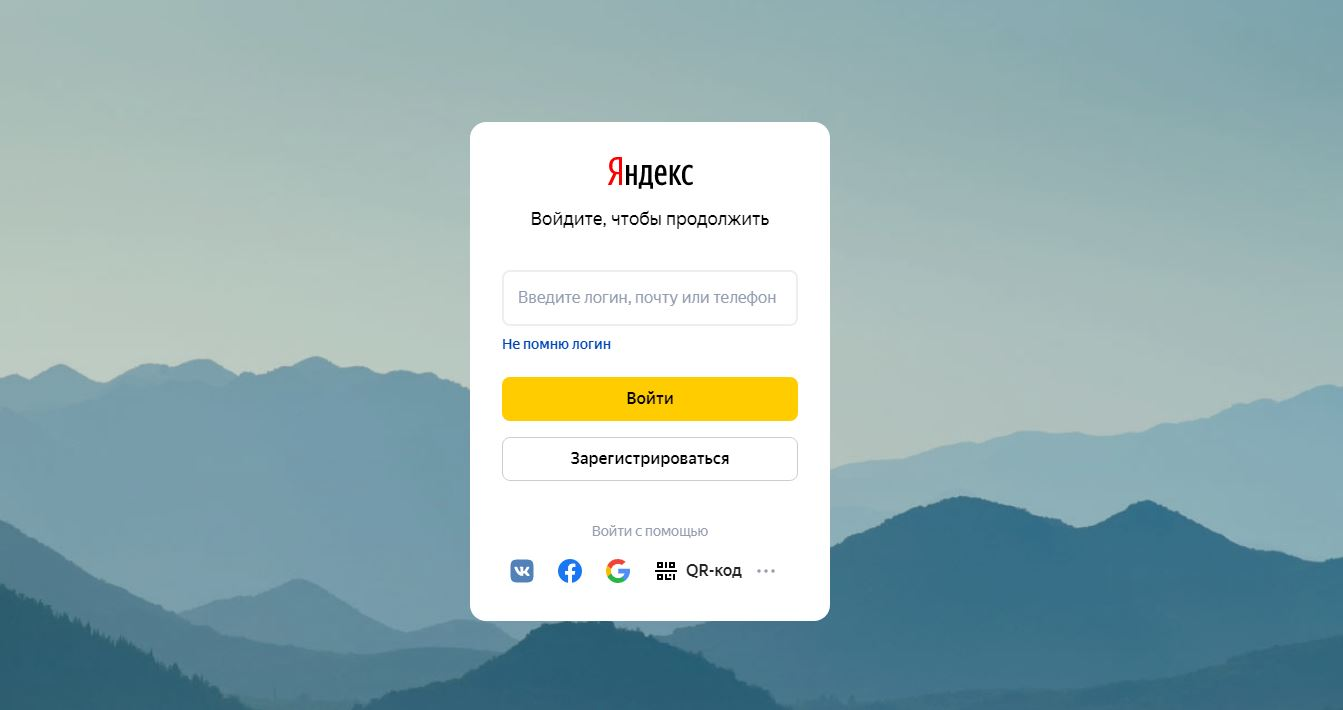 Яндекс
Войдите, чтобы продолжить
Введите логин, почту или телефон
Не помню логин
Войти
Зарегистрироваться
Войти с помощью
QR-код